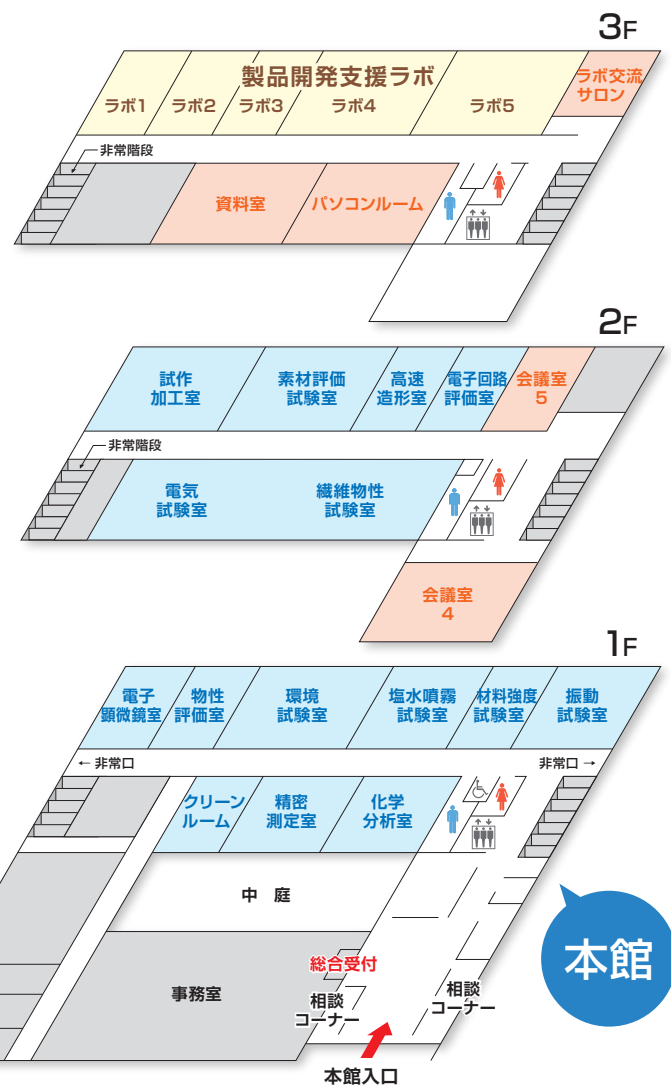 3F
製品開発支援ラボ
ラボ1
ラボ2
ラボ3
ラボ4
ラボ5
ラボ交流
サロン
非常階段
資料室
パソコンルーム
2F
試作
加工室
素材評価
試験室
高速
造形室
電子回路
評価室
会議室
5
非常階段
電気
試験室
繊維物性
試験室
会議室
4
1F
電子
顕微鏡室
物性
評価室
環境
試験室
塩水噴霧
試験室
材料強度
試験室
振動
試験室
← 非常口
非常口 →
クリーン
ルーム
精密
測定室
化学
分析室
中 庭
本館
総合受付
事務室
相談
コーナー
相談
コーナー
本館入口